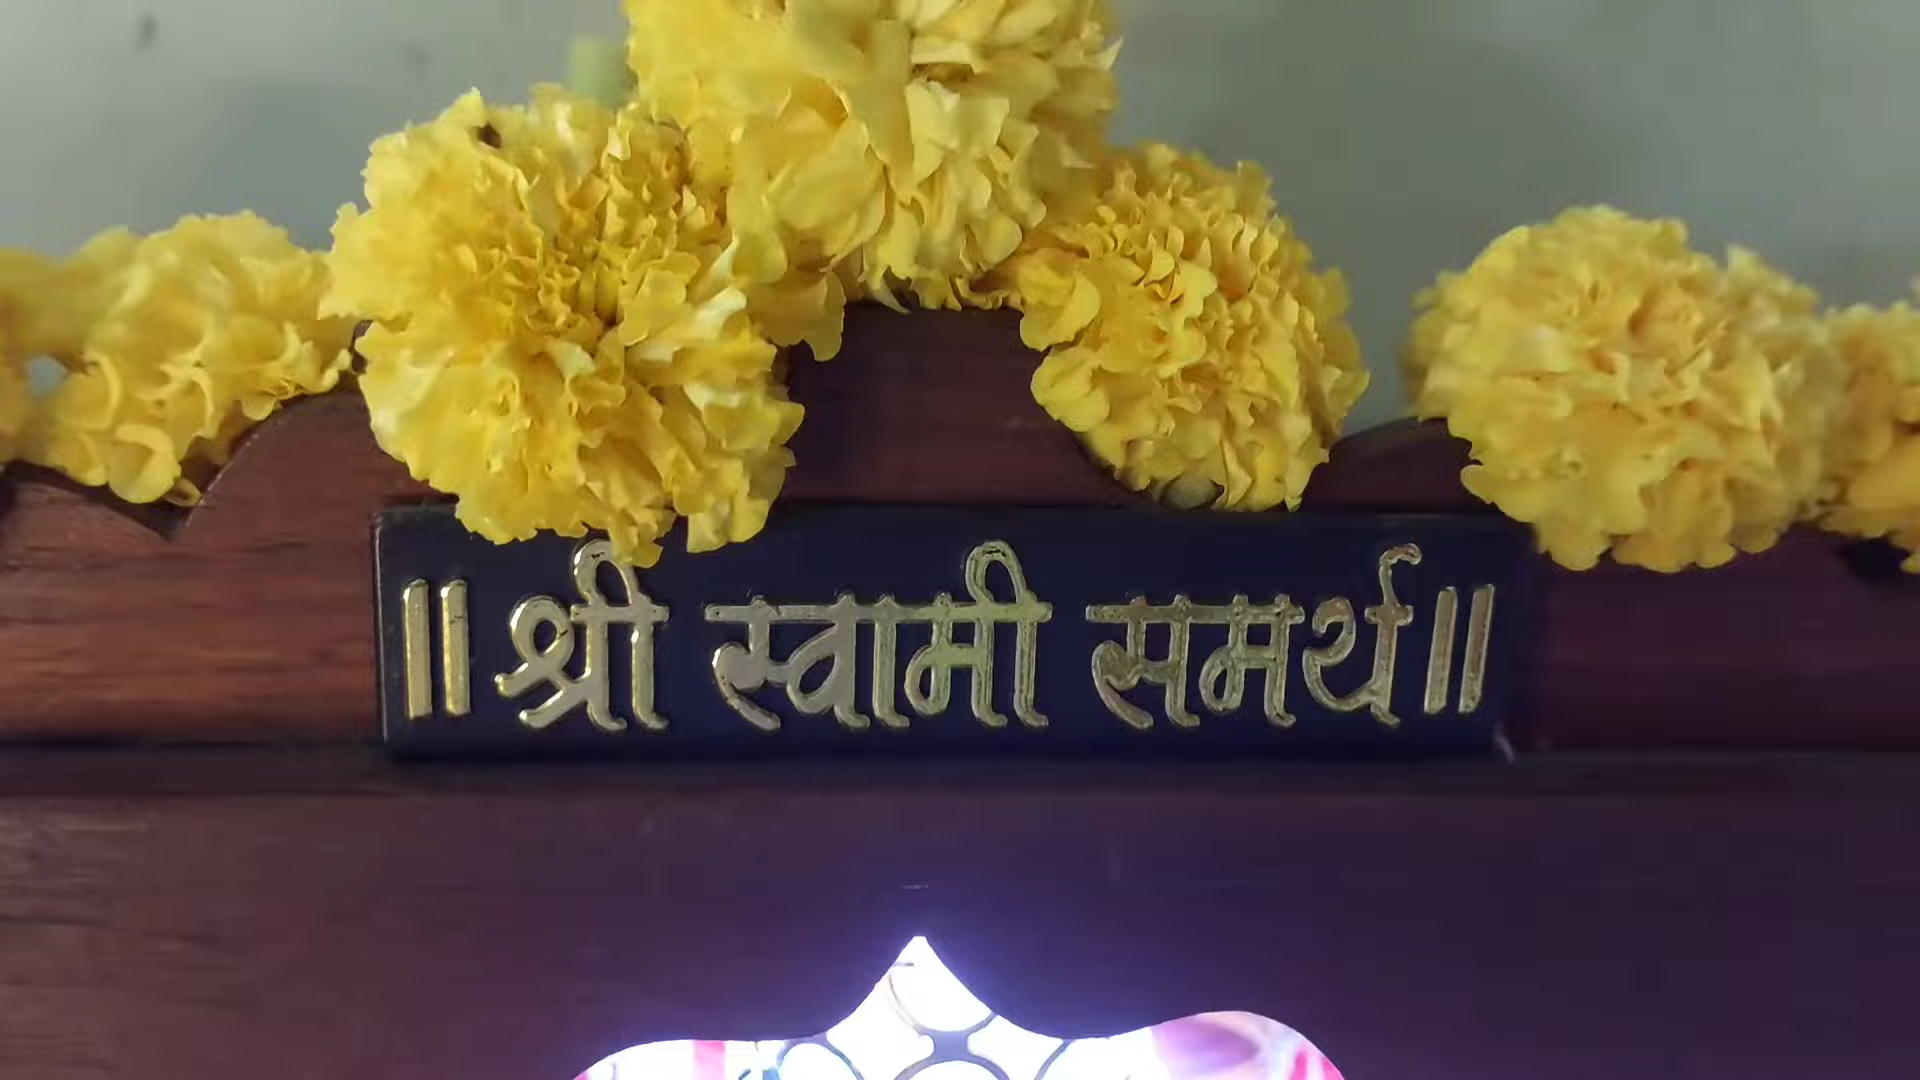 ॥ श्री स्वामी समर्थ ॥